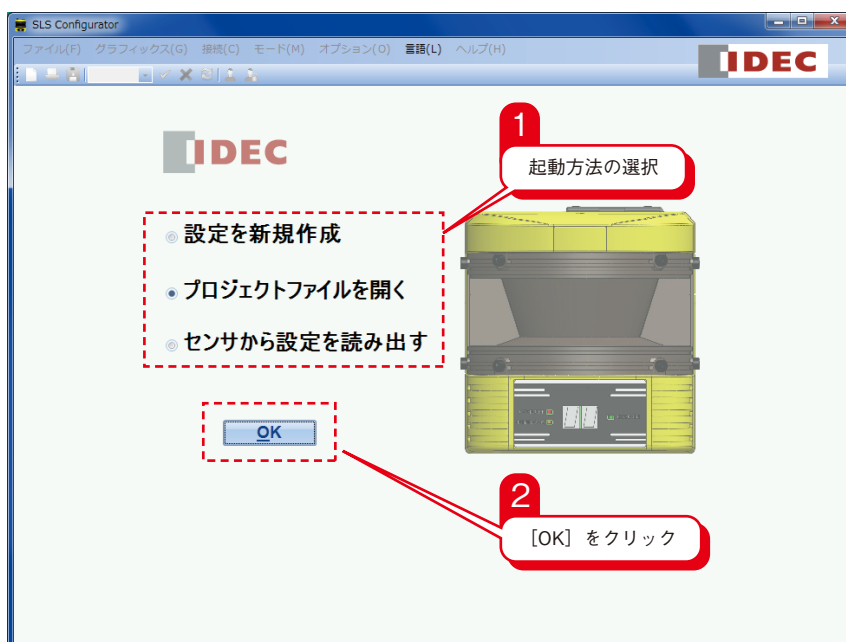 SLS Configurator
ファイル(F) グラフィックス(G) 接続(C) モード(M) オプション(O) 言語(L) ヘルプ(H)
IDEC
IDEC
1
起動方法の選択
設定を新規作成
プロジェクトファイルを開く
センサから設定を読み出す
OK
2
［OK］をクリック